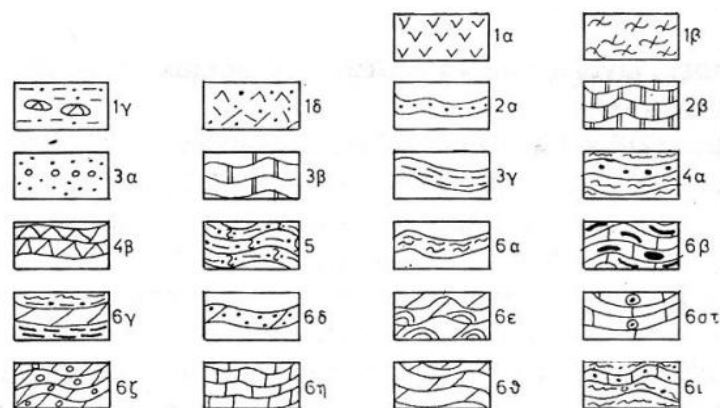 1α 1β
1γ 1δ 2α 2β
3α 3β 3γ 4α
4β 5 6α 6β
6γ 6δ 6ε 6στ
6ζ 6η 6θ 6ι